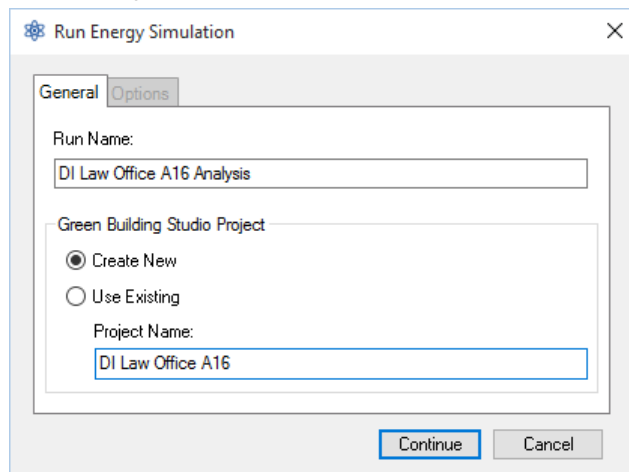 Run Energy Simulation
General Options
Run Name:
DI Law Office A16 Analysis
Green Building Studio Project
Create New
Use Existing
Project Name:
DI Law Office A16
Continue Cancel